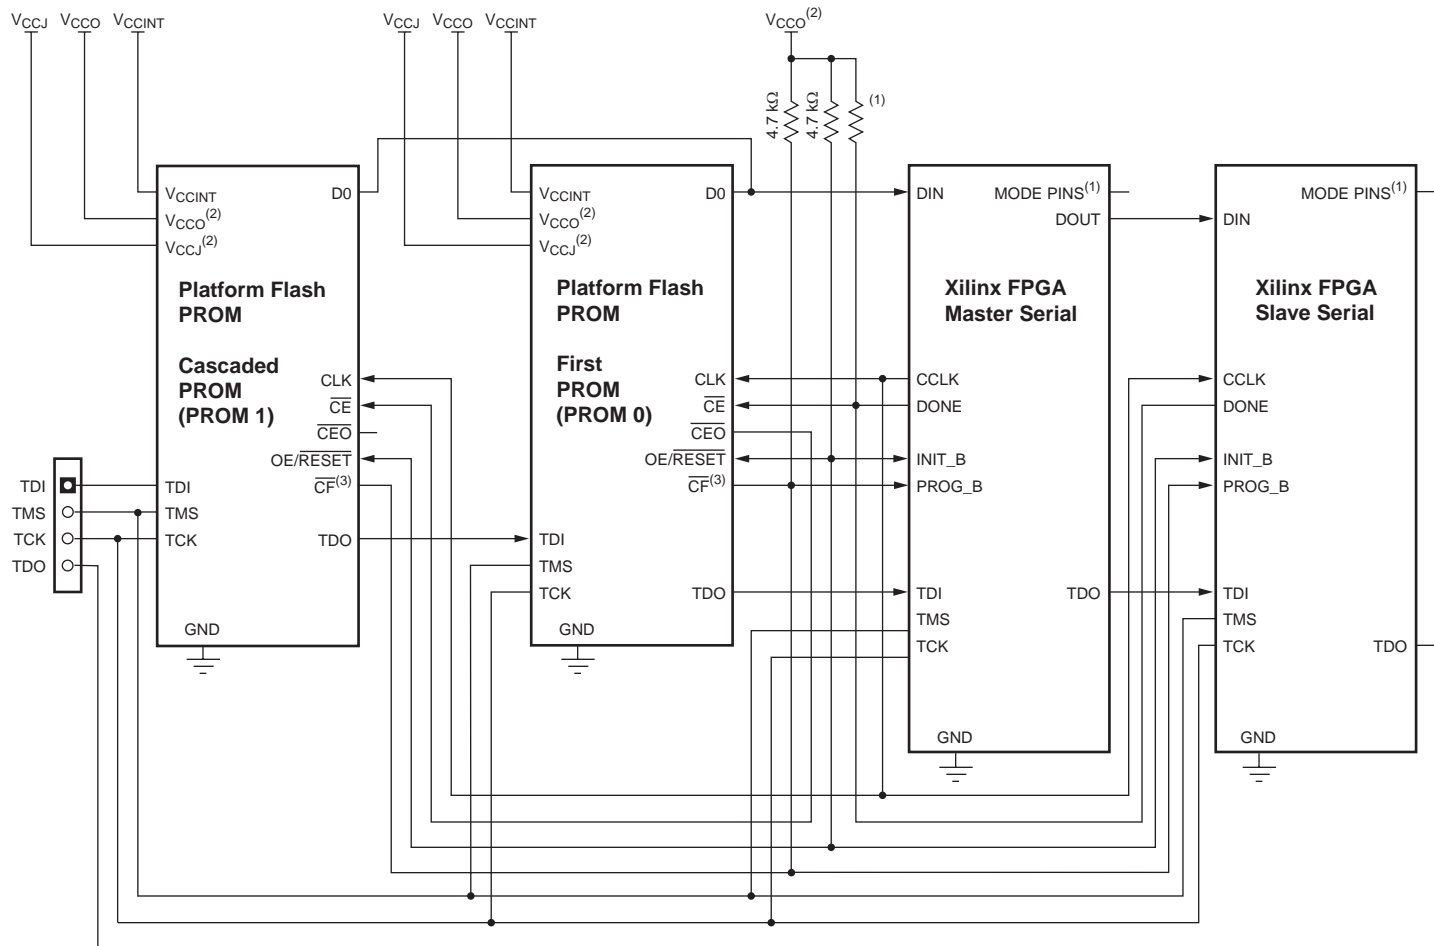 VCCJ VCCO VCCINT
VCCJ VCCO VCCINT
VCCO(2)
4.7 kΩ
4.7 kΩ
(1)
VCCINT
VCCO(2)
VCCJ(2)
D0
Platform Flash
PROM
Cascaded
PROM
(PROM 1)
CLK
CE
CEO
OE/RESET
CF(3)
TDI
TMS
TCK
TDO
GND
TDI
TMS
TCK
TDO
VCCINT
VCCO(2)
VCCJ(2)
D0
Platform Flash
PROM
First
PROM
(PROM 0)
CLK
CE
CEO
OE/RESET
CF(3)
TDI
TMS
TCK
TDO
GND
DIN
MODE PINS(1)
DOUT
Xilinx FPGA
Master Serial
CCLK
DONE
INIT_B
PROG_B
TDI
TMS
TCK
TDO
GND
MODE PINS(1)
DIN
Xilinx FPGA
Slave Serial
CCLK
DONE
INIT_B
PROG_B
TDI
TMS
TCK
TDO
GND